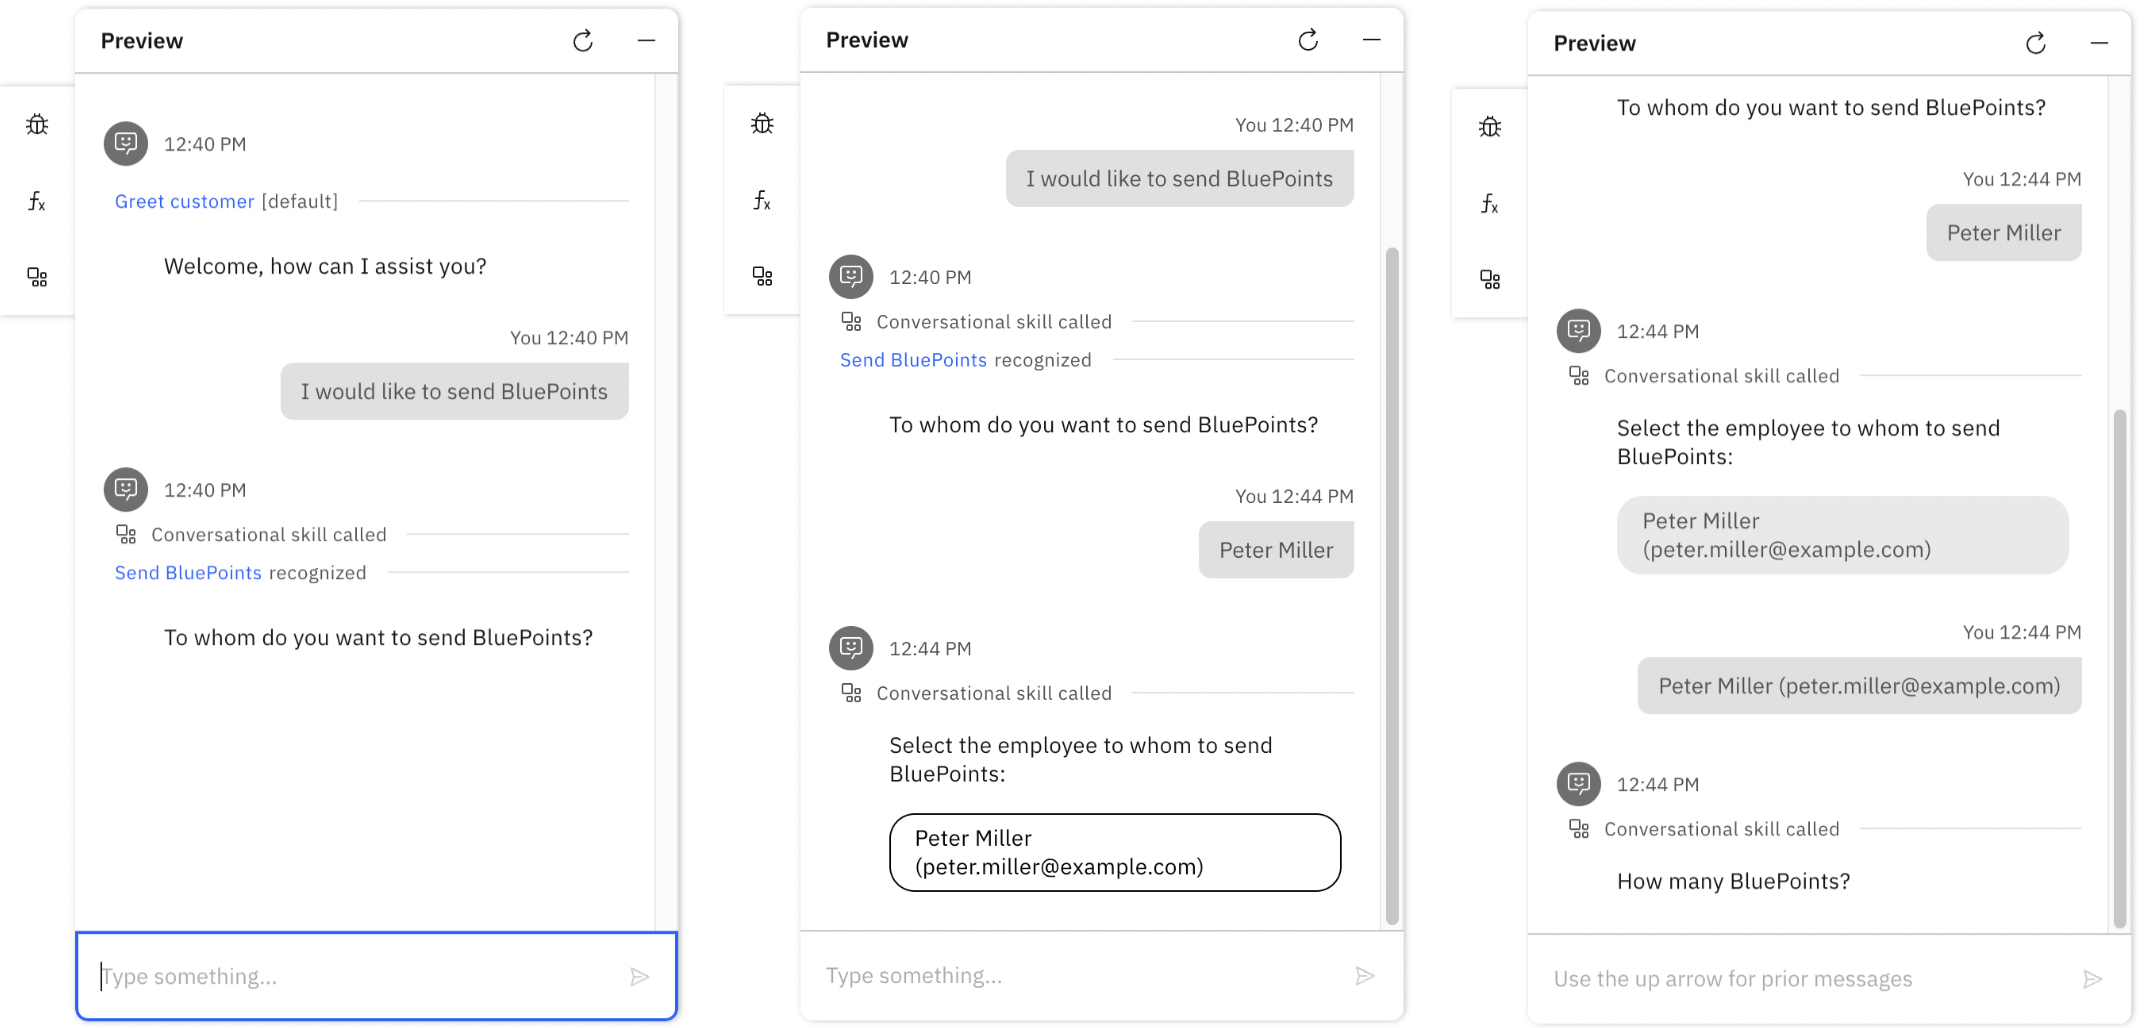 Preview
12:40 PM
Greet customer [default]
Welcome, how can I assist you?
You 12:40 PM
I would like to send BluePoints
12:40 PM
Conversational skill called
Send BluePoints recognized
To whom do you want to send BluePoints?
Type something...
Preview
You 12:40 PM
I would like to send BluePoints
12:40 PM
Conversational skill called
Send BluePoints recognized
To whom do you want to send BluePoints?
You 12:44 PM
Peter Miller
12:44 PM
Conversational skill called
Select the employee to whom to send
BluePoints:
Peter Miller
(peter.miller@example.com)
Type something...
Preview
To whom do you want to send BluePoints?
You 12:44 PM
Peter Miller
12:44 PM
Conversational skill called
Select the employee to whom to send
BluePoints:
Peter Miller
(peter.miller@example.com)
You 12:44 PM
Peter Miller (peter.miller@example.com)
12:44 PM
Conversational skill called
How many BluePoints?
Use the up arrow for prior messages